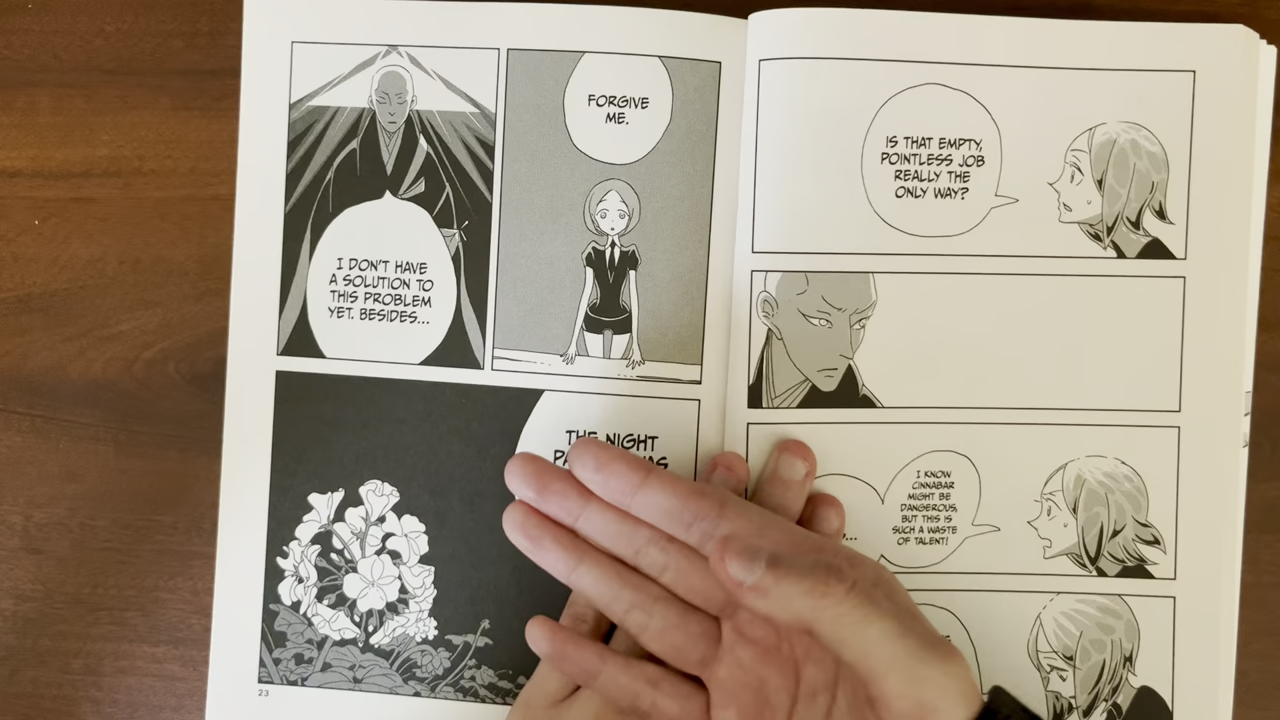 IS THAT EMPTY,
POINTLESS JOB
REALLY THE
ONLY WAY?
I KNOW
CINNABAR
MIGHT BE
DANGEROUS,
BUT THIS IS
SUCH A WASTE
OF TALENT!
FORGIVE
ME.
I DON'T HAVE
A SOLUTION TO
THIS PROBLEM
YET. BESIDES...
THE NIGHT
23